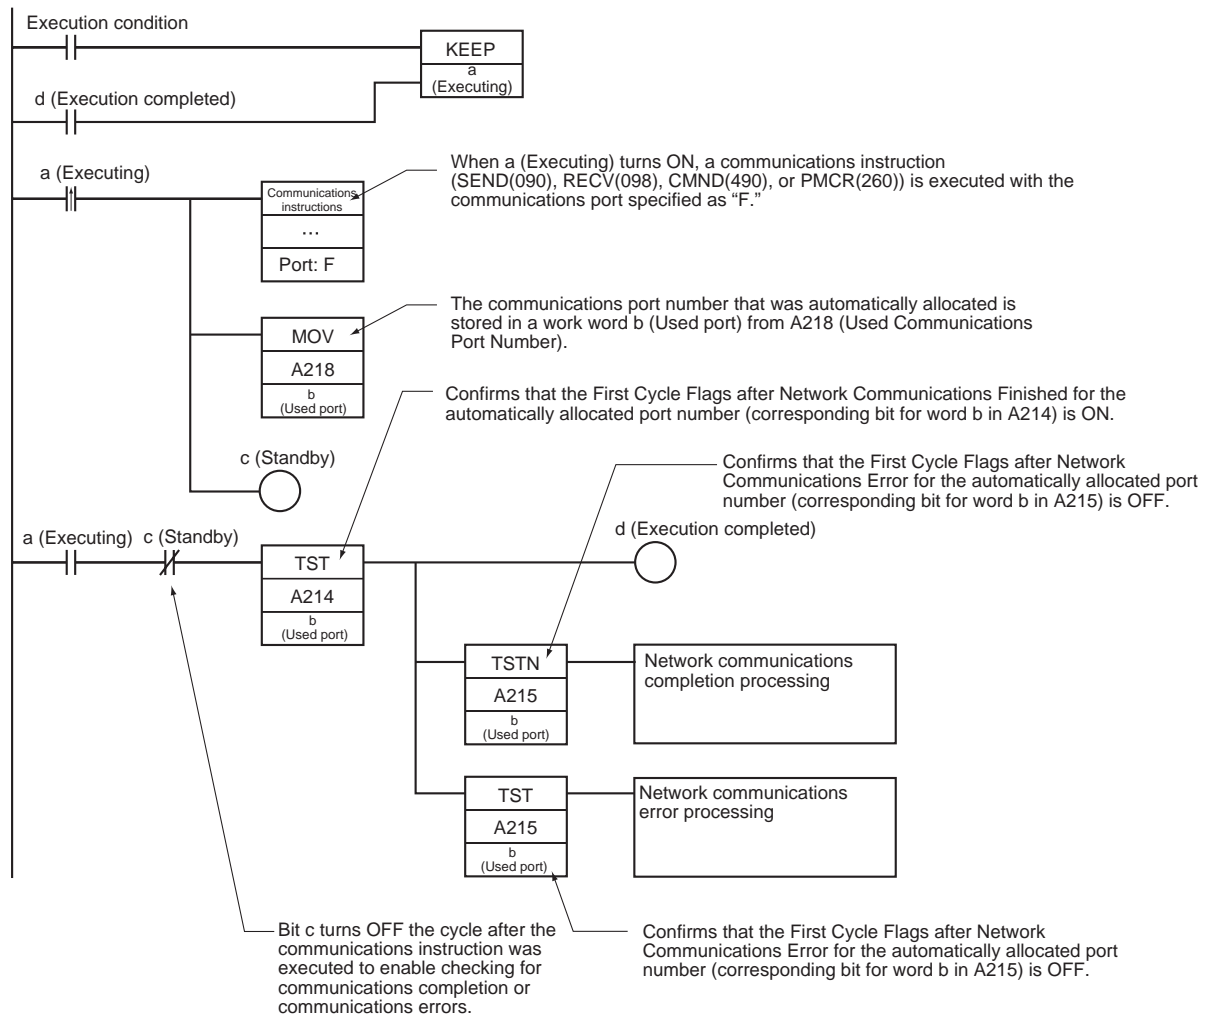 Execution condition
KEEP
a
(Executing)
d (Execution completed)
a (Executing)
Communications
instructions
...
Port: F
When a (Executing) turns ON, a communications instruction
(SEND(090), RECV(098), CMND(490), or PMCR(260)) is executed with the
communications port specified as “F.”
MOV
A218
b
(Used port)
The communications port number that was automatically allocated is
stored in a work word b (Used port) from A218 (Used Communications
Port Number).
Confirms that the First Cycle Flags after Network Communications Finished for the
automatically allocated port number (corresponding bit for word b in A214) is ON.
c (Standby)
Confirms that the First Cycle Flags after Network
Communications Error for the automatically allocated port
number (corresponding bit for word b in A215) is OFF.
a (Executing) c (Standby)
TST
A214
b
(Used port)
d (Execution completed)
TSTN
A215
b
(Used port)
Network communications
completion processing
TST
A215
b
(Used port)
Network communications
error processing
Bit c turns OFF the cycle after the
communications instruction was
executed to enable checking for
communications completion or
communications errors.
Confirms that the First Cycle Flags after Network
Communications Error for the automatically allocated port
number (corresponding bit for word b in A215) is OFF.